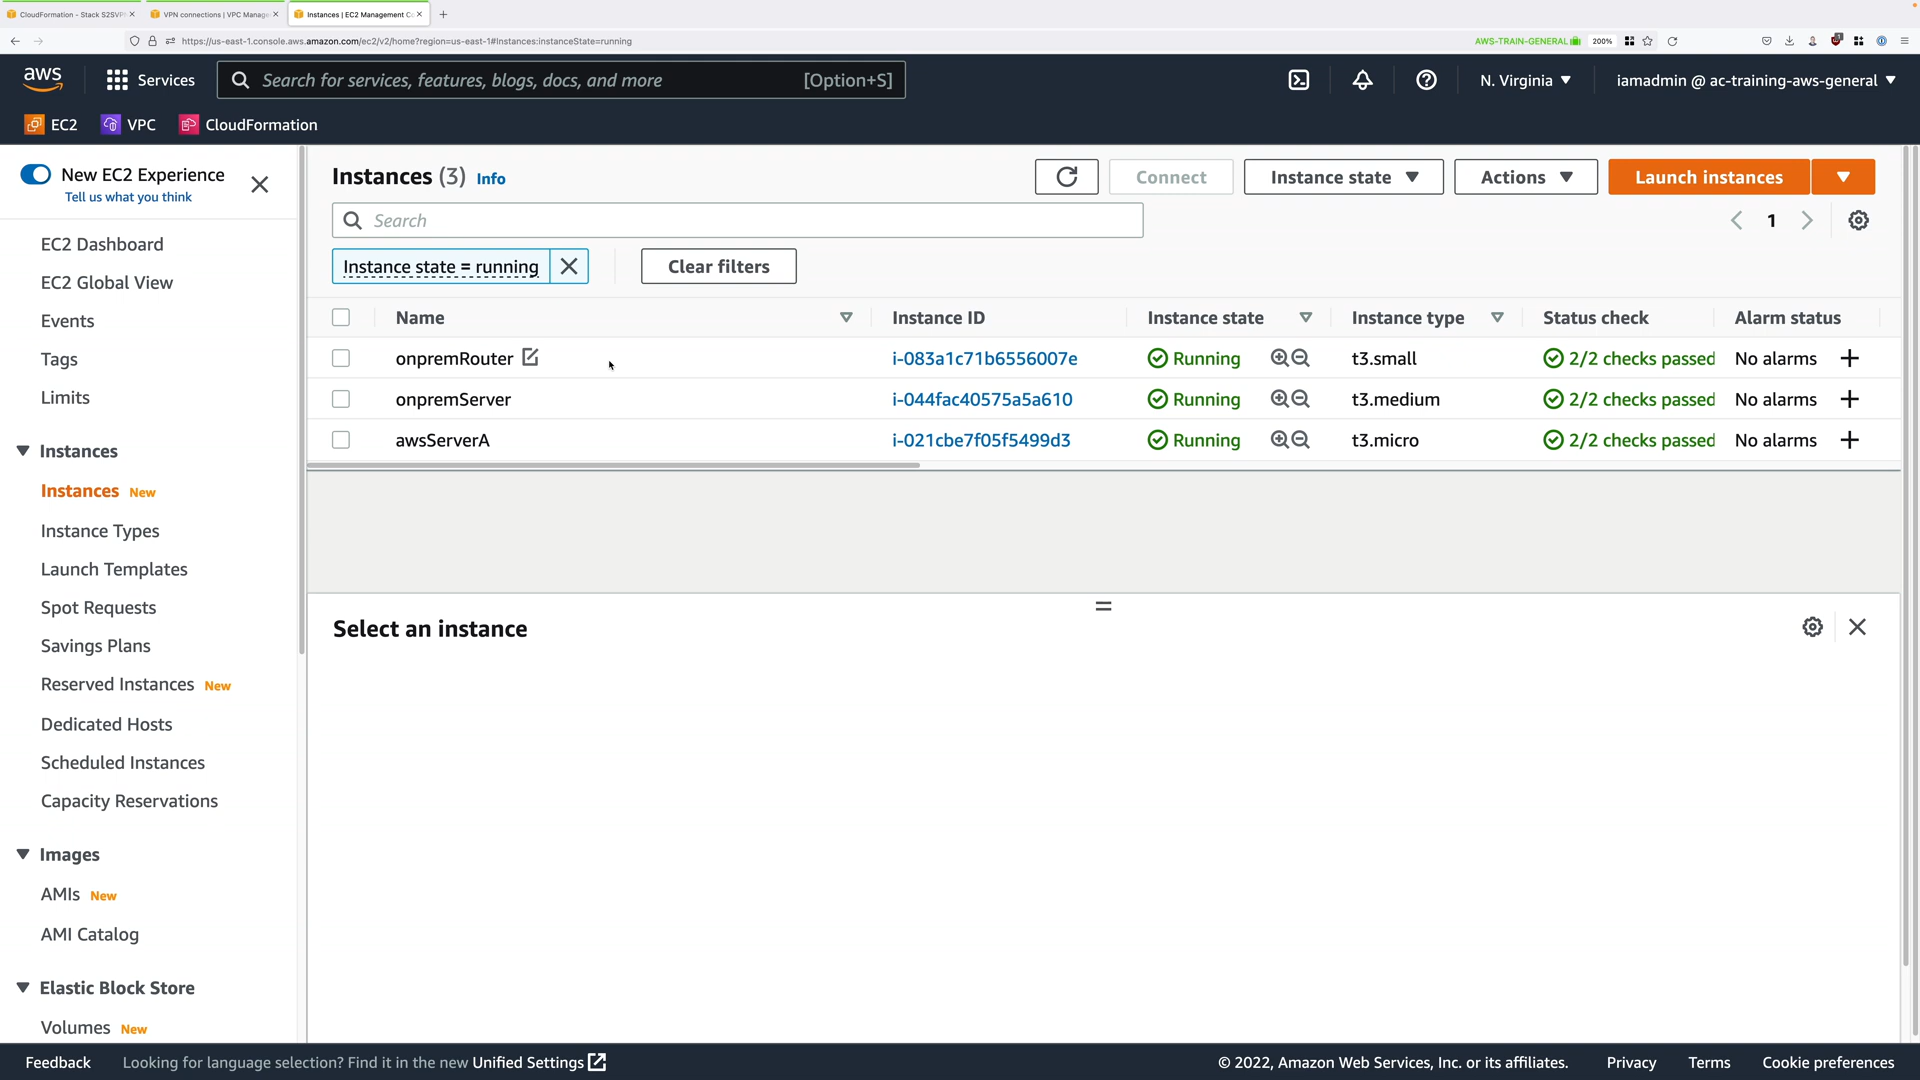 CloudFormation - Stack S2SVP
VPN connections | VPC Manage
Instances | EC2 Management Co
https://us-east-1.console.aws.amazon.com/ec2/v2/home?region=us-east-1#Instances:instanceState=running
AWS-TRAIN-GENERAL
200%
aws
Services
Search for services, features, blogs, docs, and more
[Option+S]
N. Virginia
iamadmin @ ac-training-aws-general
EC2
VPC
CloudFormation
New EC2 Experience
Tell us what you think
EC2 Dashboard
EC2 Global View
Events
Tags
Limits
Instances
Instances New
Instance Types
Launch Templates
Spot Requests
Savings Plans
Reserved Instances New
Dedicated Hosts
Scheduled Instances
Capacity Reservations
Images
AMIs New
AMI Catalog
Elastic Block Store
Volumes New
Instances (3) Info
Connect
Instance state
Actions
Launch instances
Search
1
Instance state = running
Clear filters
Name Instance ID Instance state Instance type Status check Alarm status
onpremRouter i-083a1c71b6556007e Running t3.small 2/2 checks passed No alarms
onpremServer i-044fac40575a5a610 Running t3.medium 2/2 checks passed No alarms
awsServerA i-021cbe7f05f5499d3 Running t3.micro 2/2 checks passed No alarms
Select an instance
Feedback
Looking for language selection? Find it in the new Unified Settings
© 2022, Amazon Web Services, Inc. or its affiliates.
Privacy
Terms
Cookie preferences